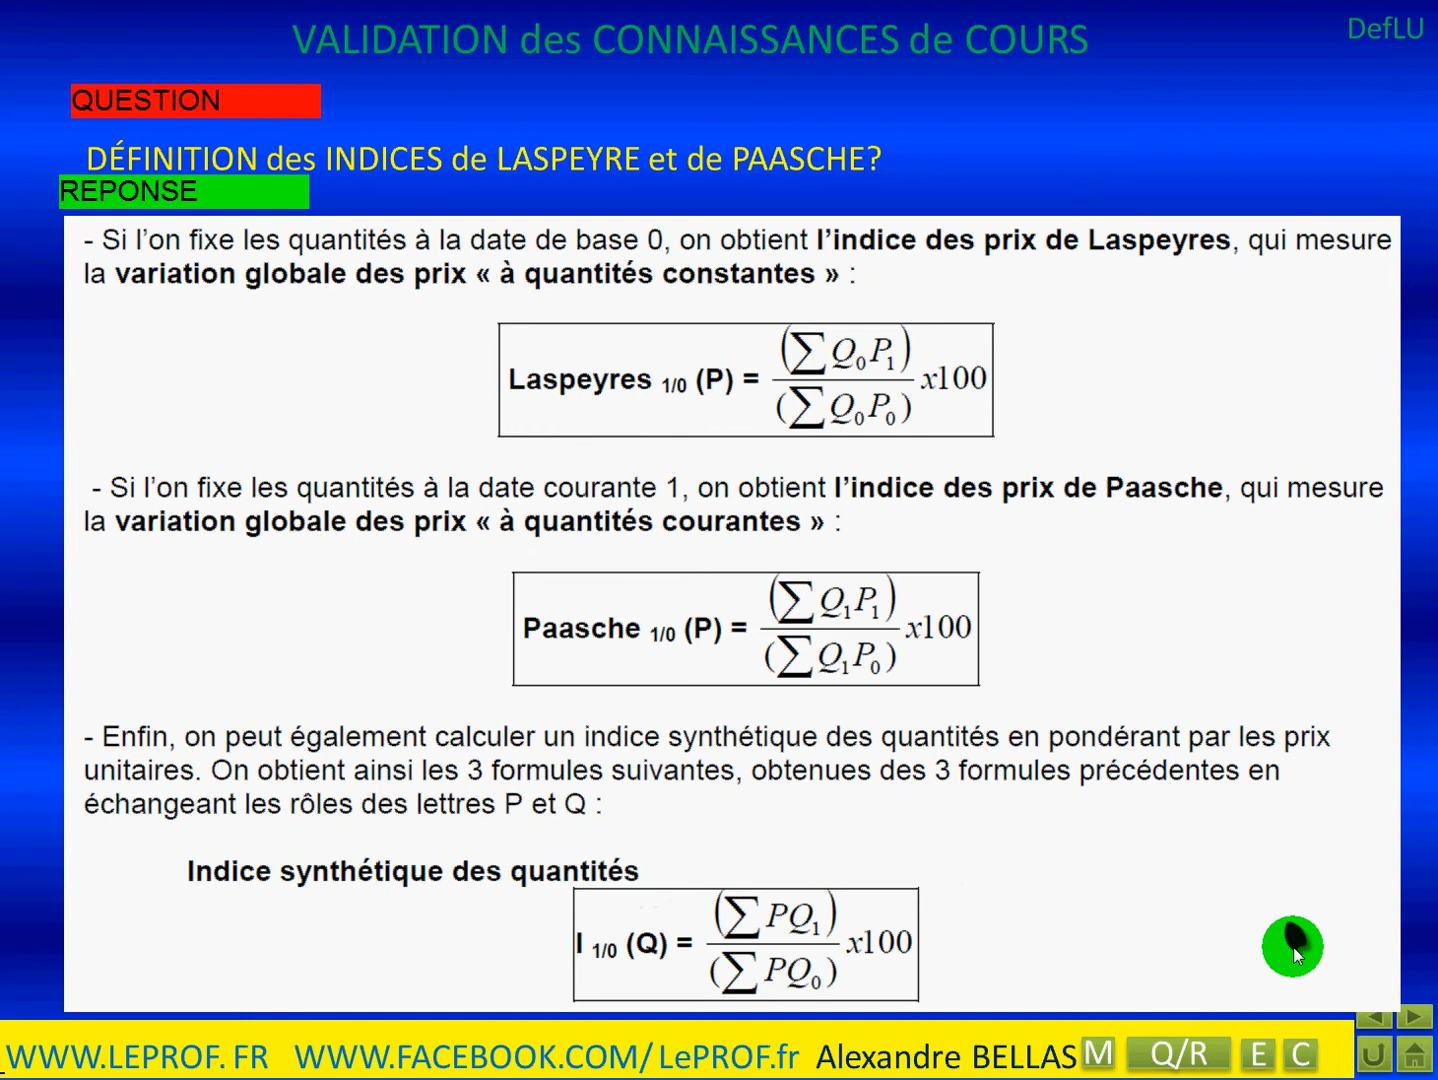 VALIDATION des CONNAISSANCES de COURS
DefLU
QUESTION
DÉFINITION des INDICES de LASPEYRE et de PAASCHE?
REPONSE
- Si l’on fixe les quantités à la date de base 0, on obtient l’indice des prix de Laspeyres, qui mesure
la variation globale des prix « à quantités constantes » :
Laspeyres 1/0 (P) = (∑ Q₀P₁) / (∑ Q₀P₀) x100
- Si l’on fixe les quantités à la date courante 1, on obtient l’indice des prix de Paasche, qui mesure
la variation globale des prix « à quantités courantes » :
Paasche 1/0 (P) = (∑ Q₁P₁) / (∑ Q₁P₀) x100
- Enfin, on peut également calculer un indice synthétique des quantités en pondérant par les prix
unitaires. On obtient ainsi les 3 formules suivantes, obtenues des 3 formules précédentes en
échangeant les rôles des lettres P et Q :
Indice synthétique des quantités
I 1/0 (Q) = (∑ PQ₁) / (∑ PQ₀) x100
WWW.LEPROF. FR WWW.FACEBOOK.COM/ LePROF.fr Alexandre BELLAS M Q/R E C